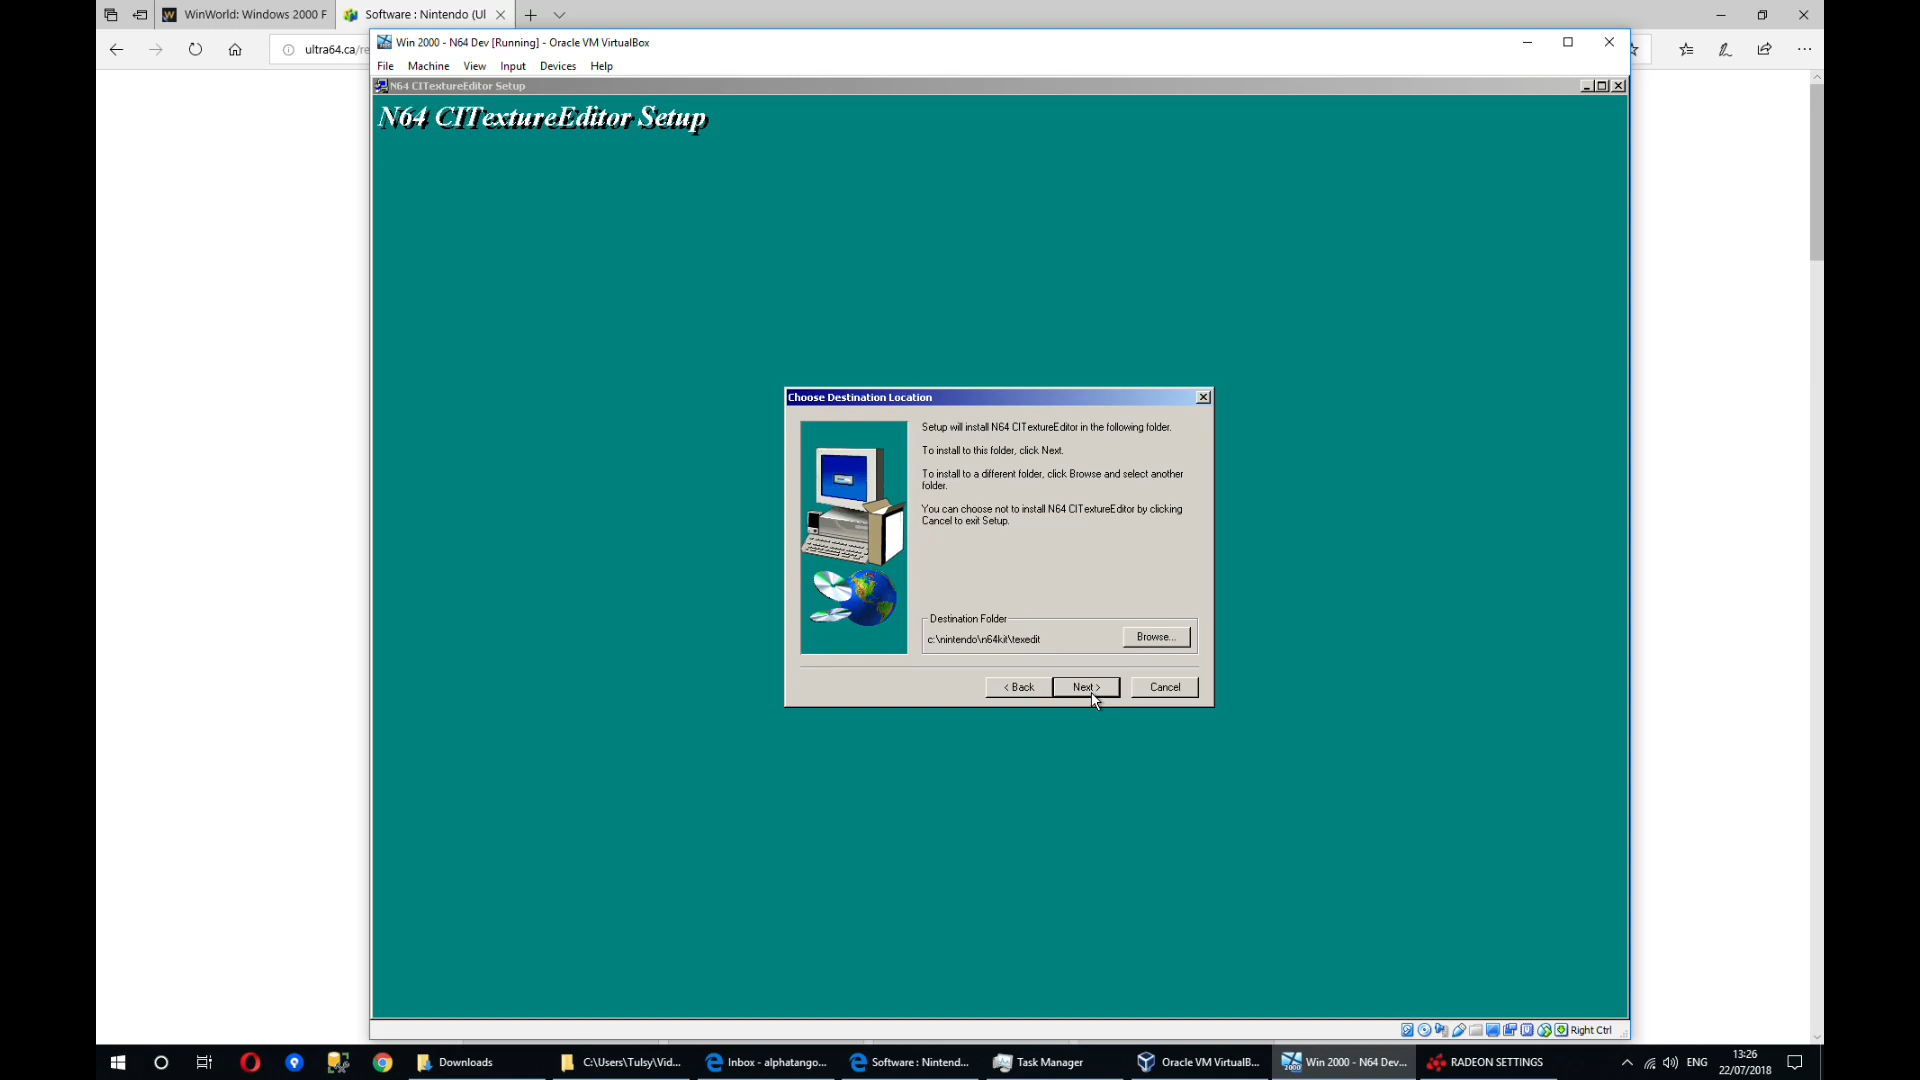 WinWorld: Windows 2000 F
Software : Nintendo (Ul
ultra64.ca/re
Win 2000 - N64 Dev [Running] - Oracle VM VirtualBox
File Machine View Input Devices Help
N64 CITextureEditor Setup
N64 CITextureEditor Setup
Choose Destination Location
Setup will install N64 CITextureEditor in the following folder.
To install to this folder, click Next.
To install to a different folder, click Browse and select another
folder.
You can choose not to install N64 CITextureEditor by clicking
Cancel to exit Setup.
Destination Folder
c:\nintendo\n64kit\texedit
Browse...
< Back
Next >
Cancel
Right Ctrl
Downloads
C:\Users\Tulsy\Vid...
Inbox - alphatango...
Software : Nintend...
Task Manager
Oracle VM VirtualB...
Win 2000 - N64 Dev...
RADEON SETTINGS
ENG
13:26
22/07/2018